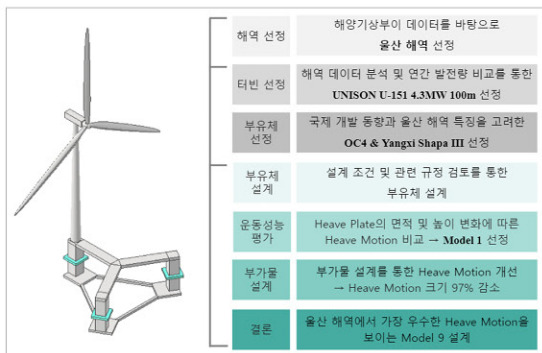 해역 선정
해양기상부이 데이터를 바탕으로
울산 해역 선정
터빈 선정
해역 데이터 분석 및 연간 발전량 비교를 통한
UNISON U-151 4.3MW 100m 선정
부유체
선정
국제 개발 동향과 울산 해역 특징을 고려한
OC4 & Yangxi Shapa III 선정
부유체
설계
설계 조건 및 관련 규정 검토를 통한
부유체 설계
운동성능
평가
Heave Plate의 면적 및 높이 변화에 따른
Heave Motion 비교 → Model 1 선정
부가물
설계
부가물 설계를 통한 Heave Motion 개선
→ Heave Motion 크기 97% 감소
결론
울산 해역에서 가장 우수한 Heave Motion을
보이는 Model 9 설계